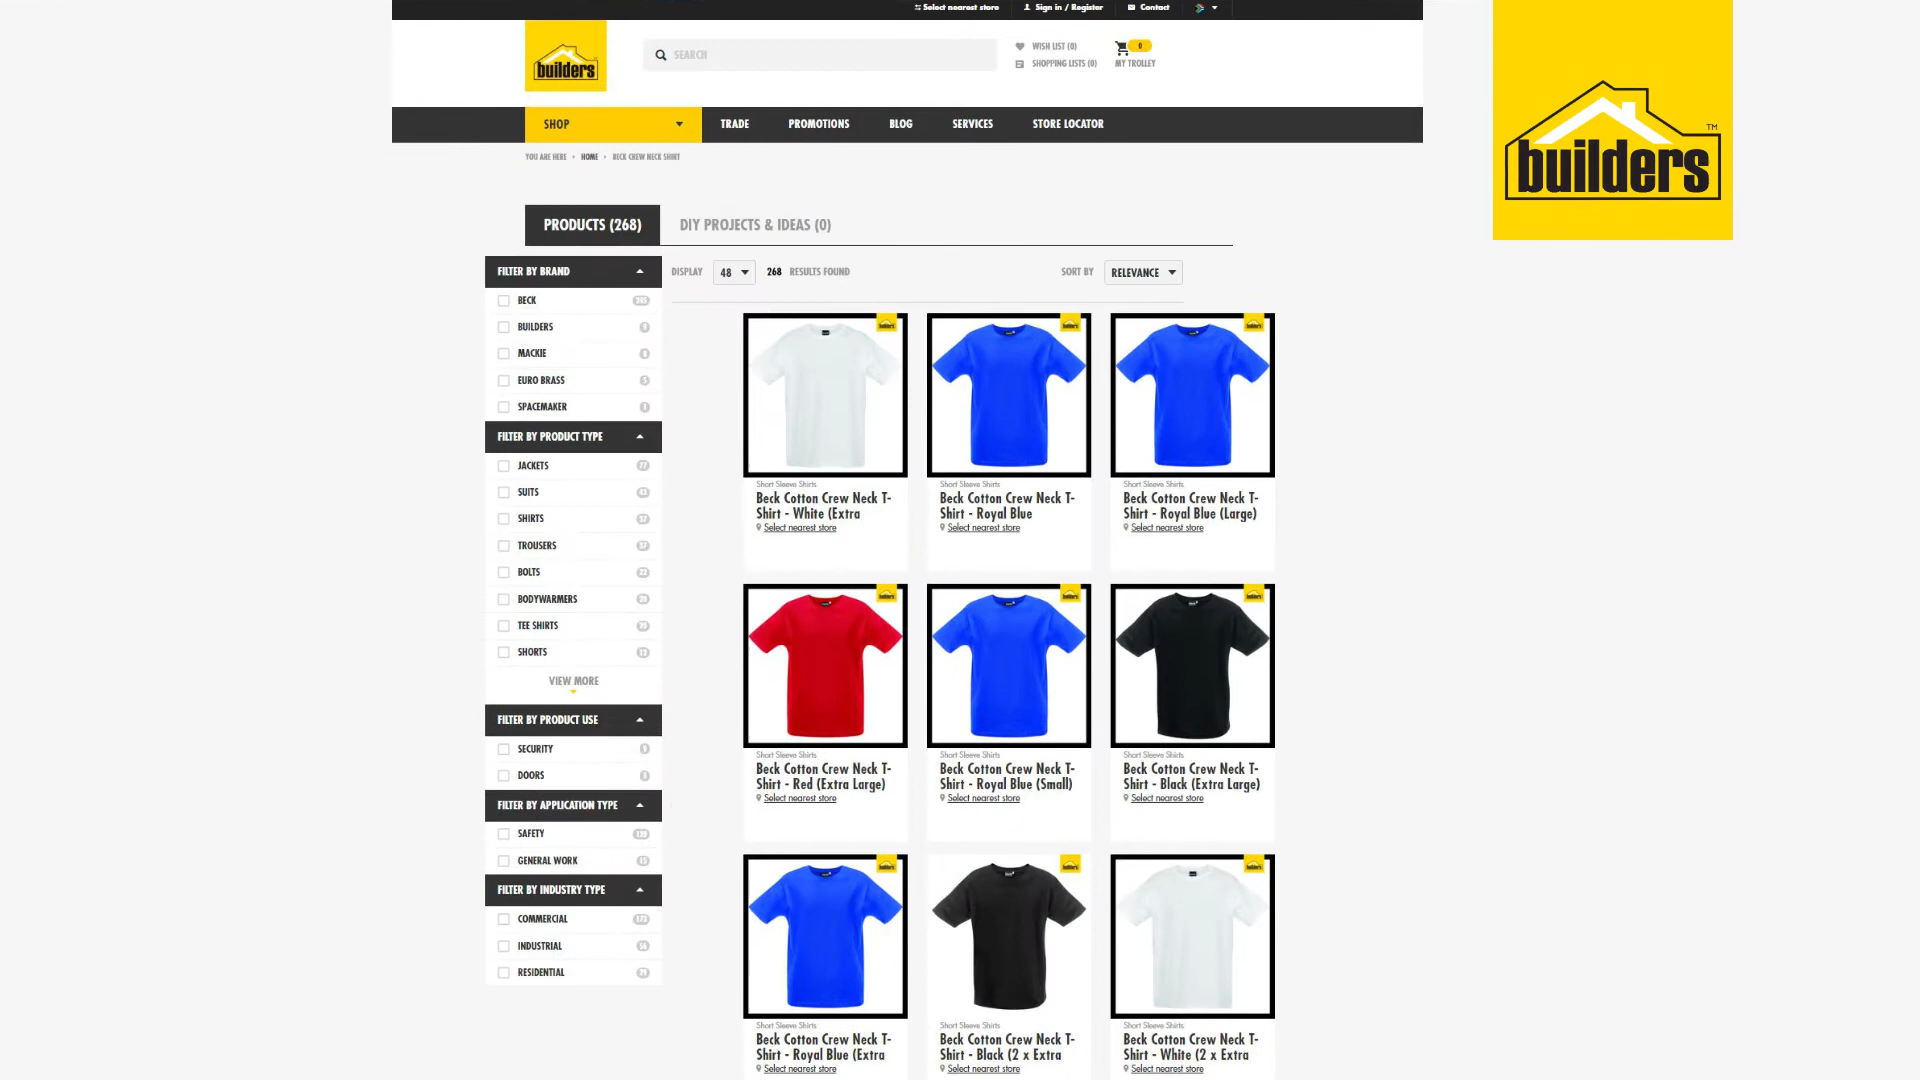 Select nearest store
Sign in / Register
Contact
builders
SEARCH
WISH LIST (0)
SHOPPING LISTS (0)
0
MY TROLLEY
builders
TM
SHOP
TRADE
PROMOTIONS
BLOG
SERVICES
STORE LOCATOR
YOU ARE HERE
HOME
BECK CREW NECK SHIRT
PRODUCTS (268)
DIY PROJECTS & IDEAS (0)
FILTER BY BRAND
BECK
BUILDERS
MACKIE
EURO BRASS
SPACEMAKER
FILTER BY PRODUCT TYPE
JACKETS
SUITS
SHIRTS
TROUSERS
BOLTS
BODYWARMERS
TEE SHIRTS
SHORTS
VIEW MORE
FILTER BY PRODUCT USE
SECURITY
DOORS
FILTER BY APPLICATION TYPE
SAFETY
GENERAL WORK
FILTER BY INDUSTRY TYPE
COMMERCIAL
INDUSTRIAL
RESIDENTIAL
DISPLAY
48
268 RESULTS FOUND
SORT BY
RELEVANCE
Short Sleeve Shirts
Beck Cotton Crew Neck T-
Shirt - White (Extra
Select nearest store
Short Sleeve Shirts
Beck Cotton Crew Neck T-
Shirt - Royal Blue
Select nearest store
Short Sleeve Shirts
Beck Cotton Crew Neck T-
Shirt - Royal Blue (Large)
Select nearest store
Short Sleeve Shirts
Beck Cotton Crew Neck T-
Shirt - Red (Extra Large)
Select nearest store
Short Sleeve Shirts
Beck Cotton Crew Neck T-
Shirt - Royal Blue (Small)
Select nearest store
Short Sleeve Shirts
Beck Cotton Crew Neck T-
Shirt - Black (Extra Large)
Select nearest store
Short Sleeve Shirts
Beck Cotton Crew Neck T-
Shirt - Royal Blue (Extra
Select nearest store
Short Sleeve Shirts
Beck Cotton Crew Neck T-
Shirt - Black (2 x Extra
Select nearest store
Short Sleeve Shirts
Beck Cotton Crew Neck T-
Shirt - White (2 x Extra
Select nearest store